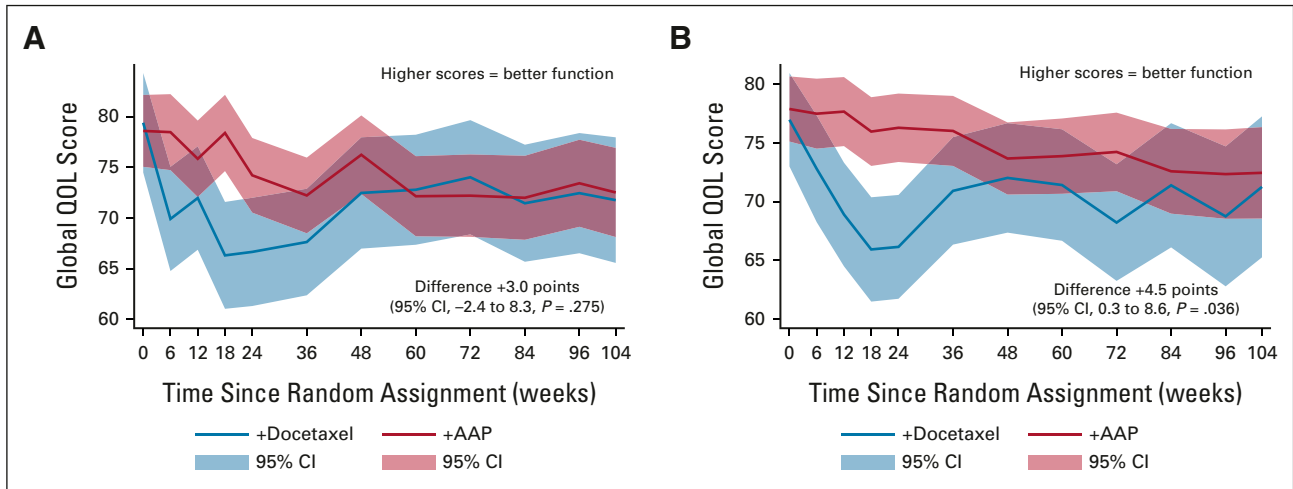 A
Higher scores = better function
Global QOL Score
80
75
70
65
60
Difference +3.0 points
(95% CI, –2.4 to 8.3, P = .275)
0 6 12 18 24 36 48 60 72 84 96 104
Time Since Random Assignment (weeks)
+Docetaxel +AAP
95% CI 95% CI
B
Higher scores = better function
Global QOL Score
80
75
70
65
60
Difference +4.5 points
(95% CI, 0.3 to 8.6, P = .036)
0 6 12 18 24 36 48 60 72 84 96 104
Time Since Random Assignment (weeks)
+Docetaxel +AAP
95% CI 95% CI